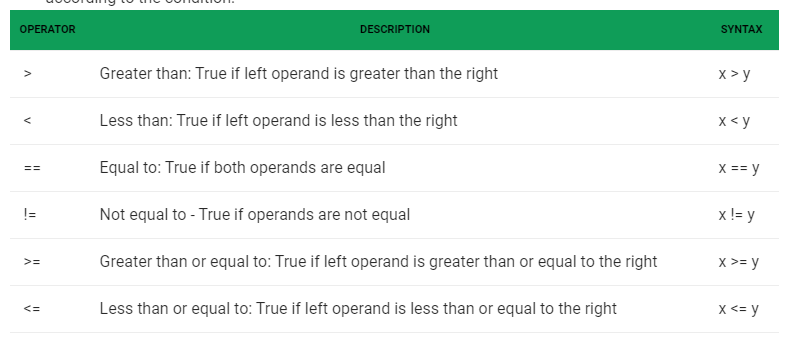 according to the condition.
OPERATOR DESCRIPTION SYNTAX
> Greater than: True if left operand is greater than the right x > y
< Less than: True if left operand is less than the right x < y
== Equal to: True if both operands are equal x == y
!= Not equal to - True if operands are not equal x != y
>= Greater than or equal to: True if left operand is greater than or equal to the right x >= y
<= Less than or equal to: True if left operand is less than or equal to the right x <= y